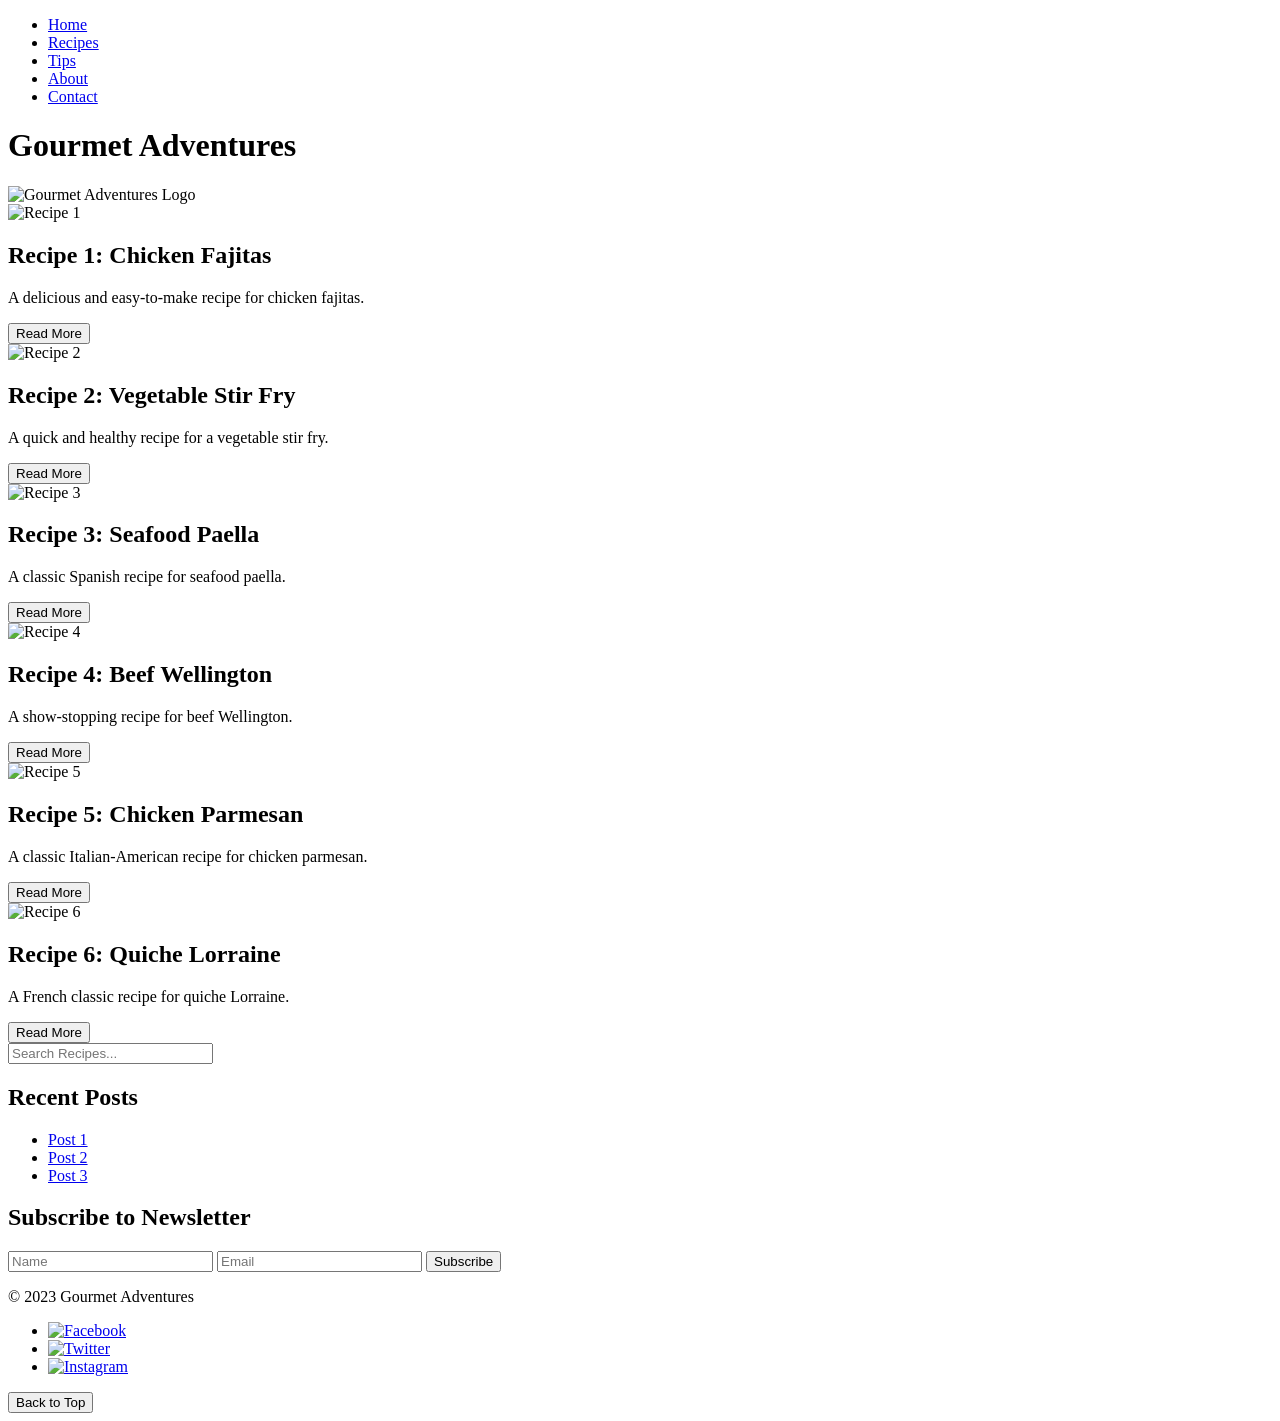 Home
Recipes
Tips
About
Contact
Gourmet Adventures
Gourmet Adventures Logo
Recipe 1
Recipe 1: Chicken Fajitas
A delicious and easy-to-make recipe for chicken fajitas.
Read More
Recipe 2
Recipe 2: Vegetable Stir Fry
A quick and healthy recipe for a vegetable stir fry.
Read More
Recipe 3
Recipe 3: Seafood Paella
A classic Spanish recipe for seafood paella.
Read More
Recipe 4
Recipe 4: Beef Wellington
A show-stopping recipe for beef Wellington.
Read More
Recipe 5
Recipe 5: Chicken Parmesan
A classic Italian-American recipe for chicken parmesan.
Read More
Recipe 6
Recipe 6: Quiche Lorraine
A French classic recipe for quiche Lorraine.
Read More
Search Recipes...
Recent Posts
Post 1
Post 2
Post 3
Subscribe to Newsletter
Name Email Subscribe
© 2023 Gourmet Adventures
Facebook
Twitter
Instagram
Back to Top